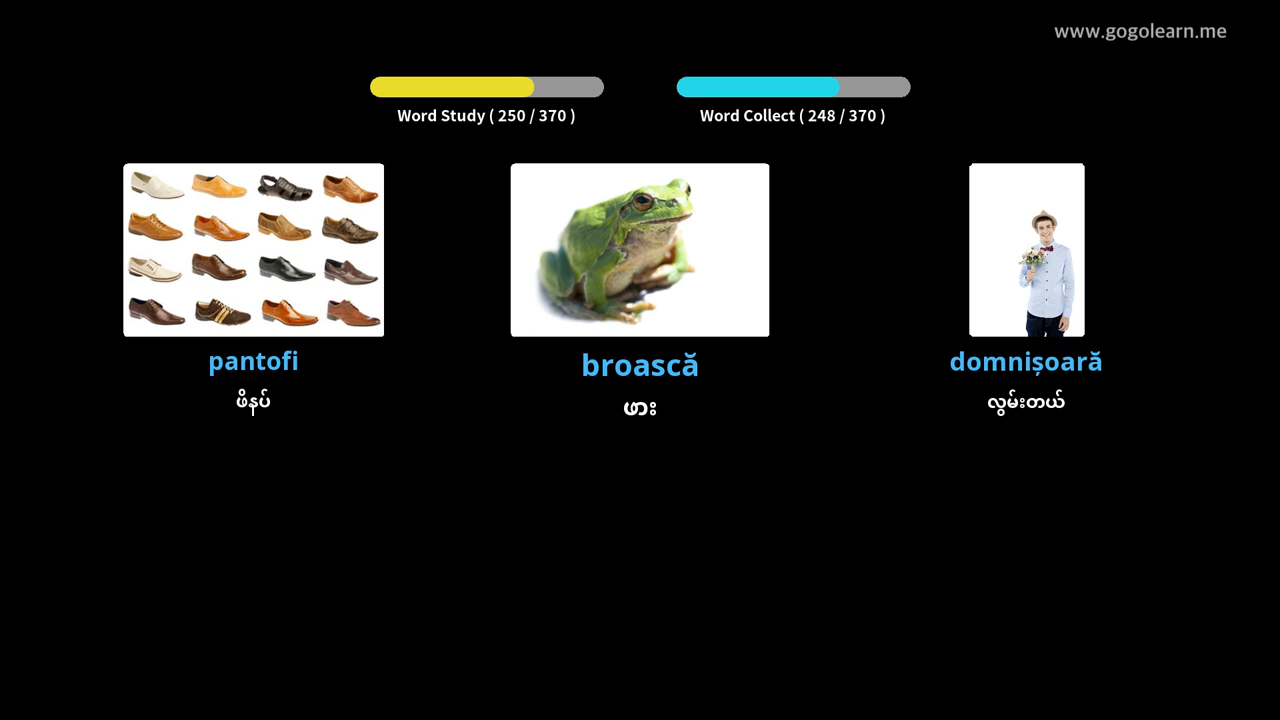 www.gogolearn.me
Word Study ( 250 / 370 )
Word Collect ( 248 / 370 )
pantofi
broască
domnișoară
ဖိနပ်
ဖား
လွမ်းတယ်